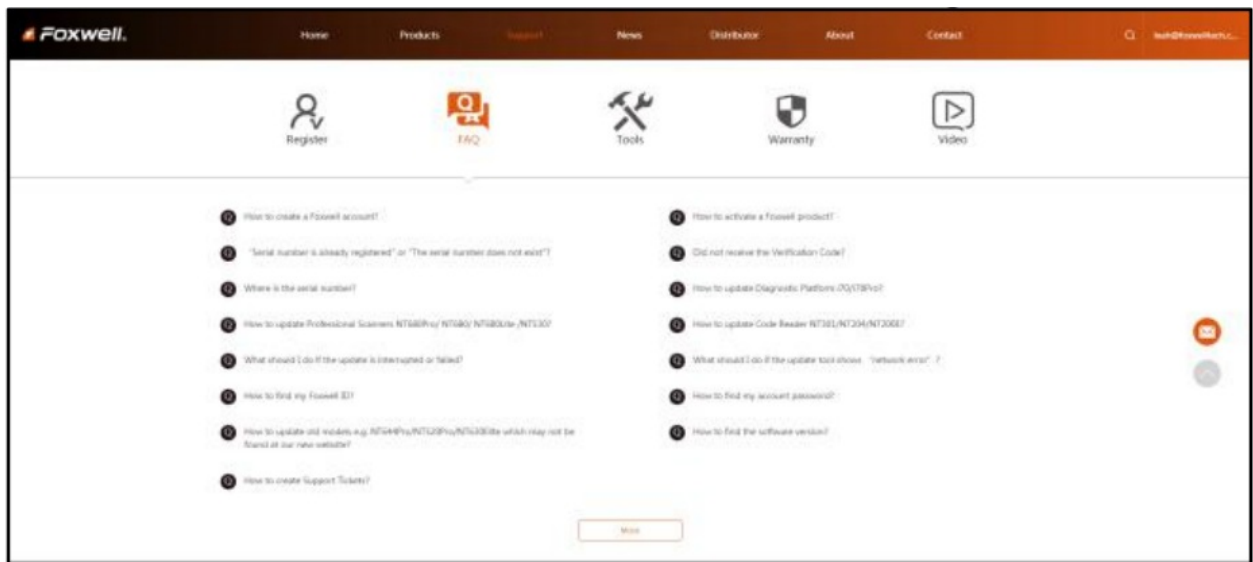 Foxwell.
Home Products Support News Distributor About Contact
Register FAQ Tools Warranty Video
How to create a Foxwell account?
How to activate a Foxwell product?
"Serial number is already registered" or "The serial number does not exist"?
Did not receive the Verification Code?
Where is the serial number?
How to update Diagnostic Platform i70/i70Pro?
How to update Professional Scanners NT680Pro/ NT680/ NT680Lite /NT530?
How to update Code Reader NT301/NT204/NT200E?
What should I do if the update is interrupted or failed?
What should I do if the update tool shows "network error" ?
How to find my Foxwell ID?
How to find my account password?
How to update old models e.g. NT644Pro/NT520Pro/NT630Elite which may not be
found at our new website?
How to find the software version?
How to create Support Tickets?
More